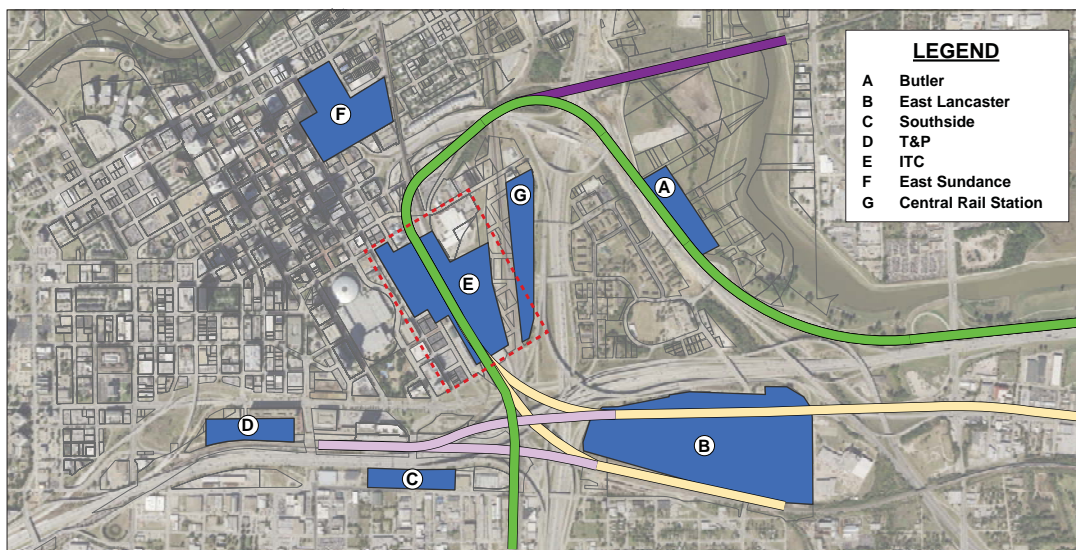 LEGEND
A Butler
B East Lancaster
C Southside
D T&P
E ITC
F East Sundance
G Central Rail Station
F
A
G
E
D
B
C